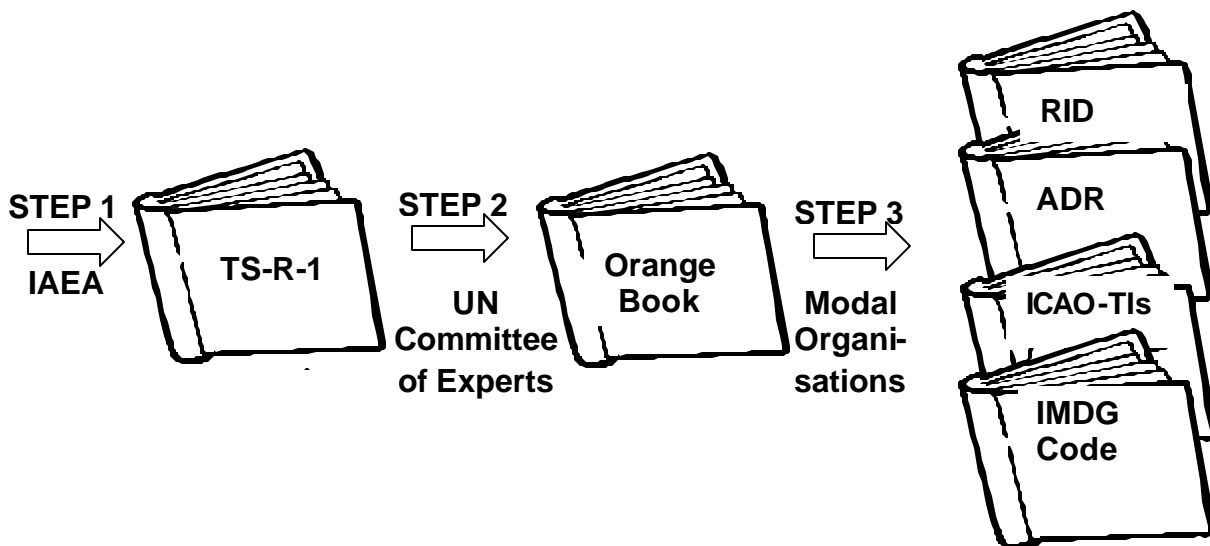 STEP 1
IAEA
TS-R-1
STEP 2
UN
Committee
of Experts
Orange
Book
STEP 3
Modal
Organi-
sations
RID
ADR
ICAO-TIs
IMDG
Code